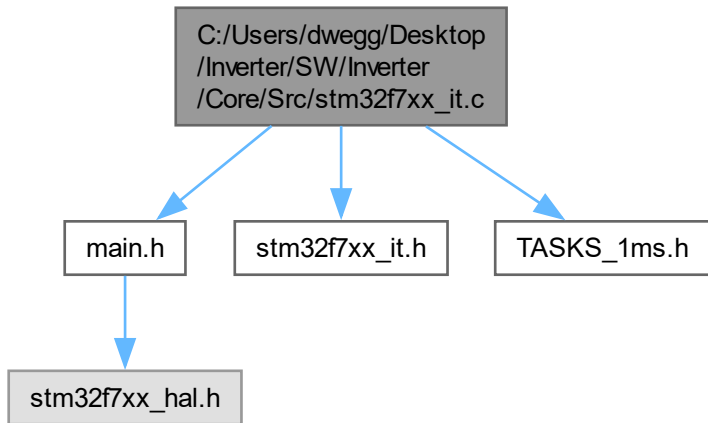 C:/Users/dwegg/Desktop
/Inverter/SW/Inverter
/Core/Src/stm32f7xx_it.c
main.h
stm32f7xx_it.h
TASKS_1ms.h
stm32f7xx_hal.h